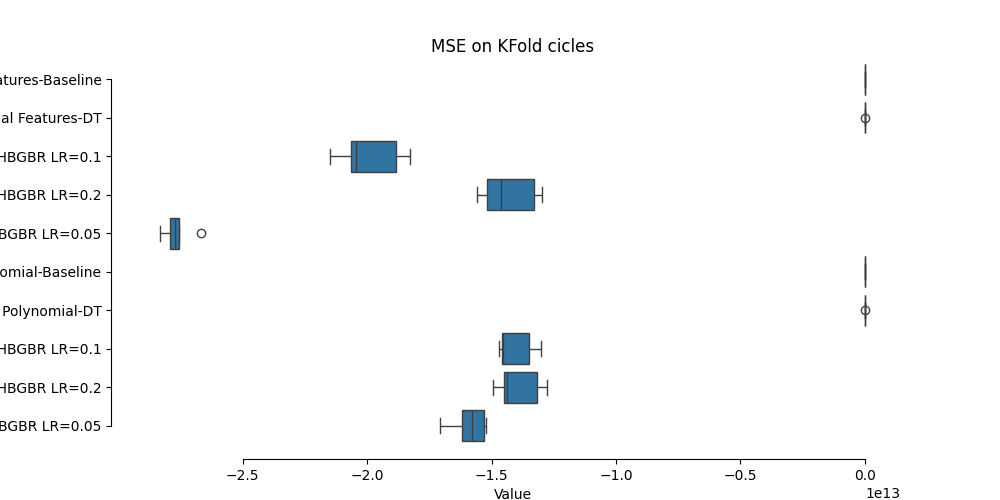 MSE on KFold cicles
atures-Baseline
al Features-DT
HBGBR LR=0.1
HBGBR LR=0.2
BGBR LR=0.05
omial-Baseline
Polynomial-DT
HBGBR LR=0.1
HBGBR LR=0.2
BGBR LR=0.05
−2.5 −2.0 −1.5 −1.0 −0.5 0.0
1e13
Value